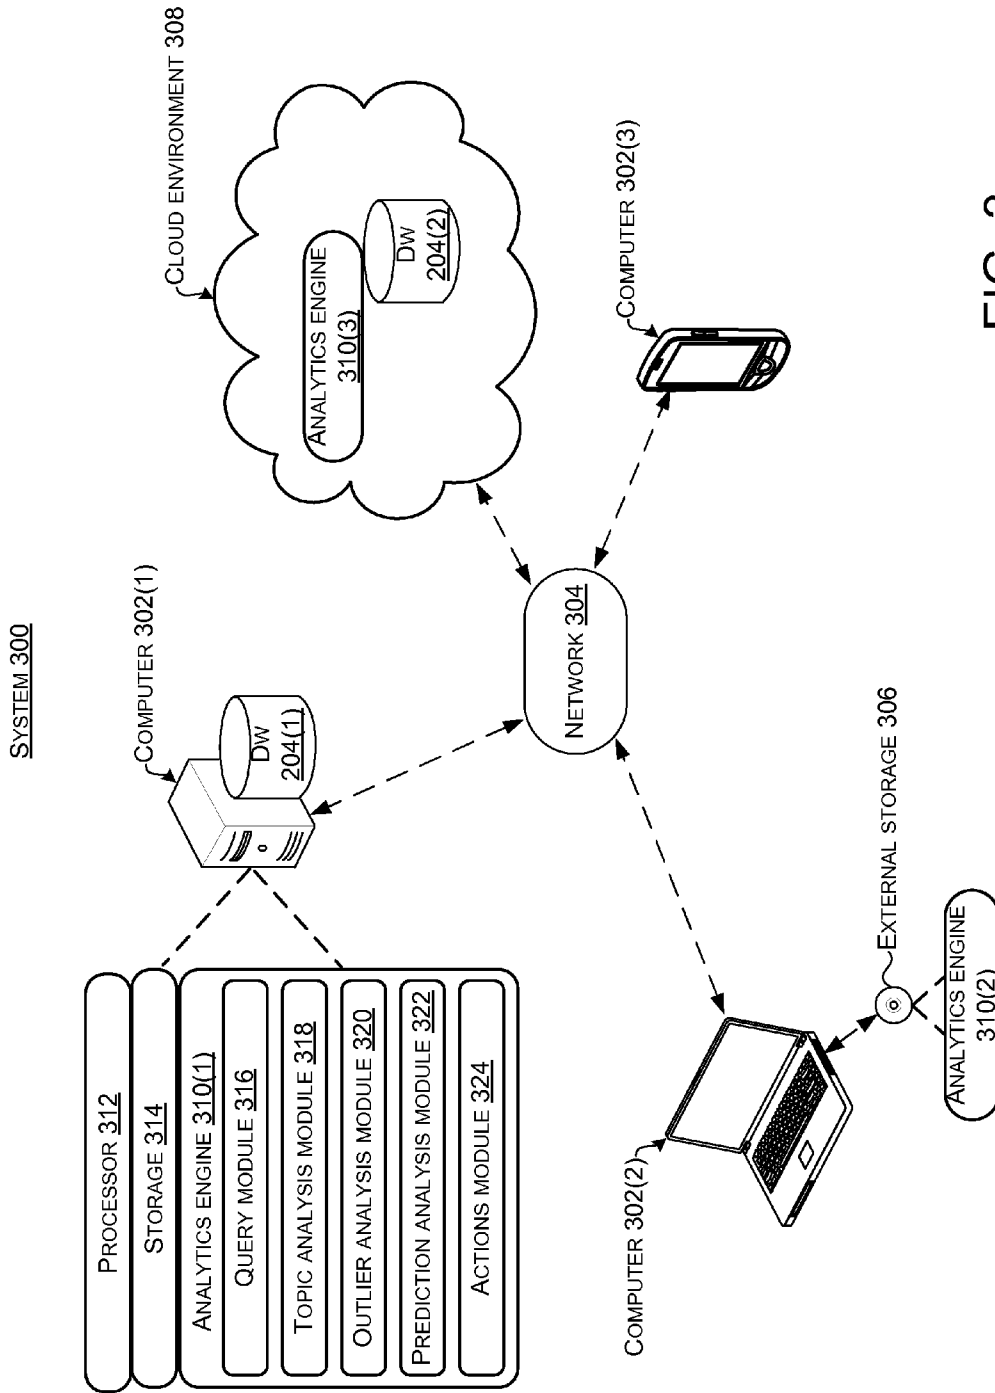 SYSTEM 300
PROCESSOR 312
STORAGE 314
ANALYTICS ENGINE 310(1)
QUERY MODULE 316
TOPIC ANALYSIS MODULE 318
OUTLIER ANALYSIS MODULE 320
PREDICTION ANALYSIS MODULE 322
ACTIONS MODULE 324
COMPUTER 302(1)
DW
204(1)
CLOUD ENVIRONMENT 308
ANALYTICS ENGINE
310(3)
DW
204(2)
NETWORK 304
COMPUTER 302(2)
EXTERNAL STORAGE 306
ANALYTICS ENGINE
310(2)
COMPUTER 302(3)
FIG.